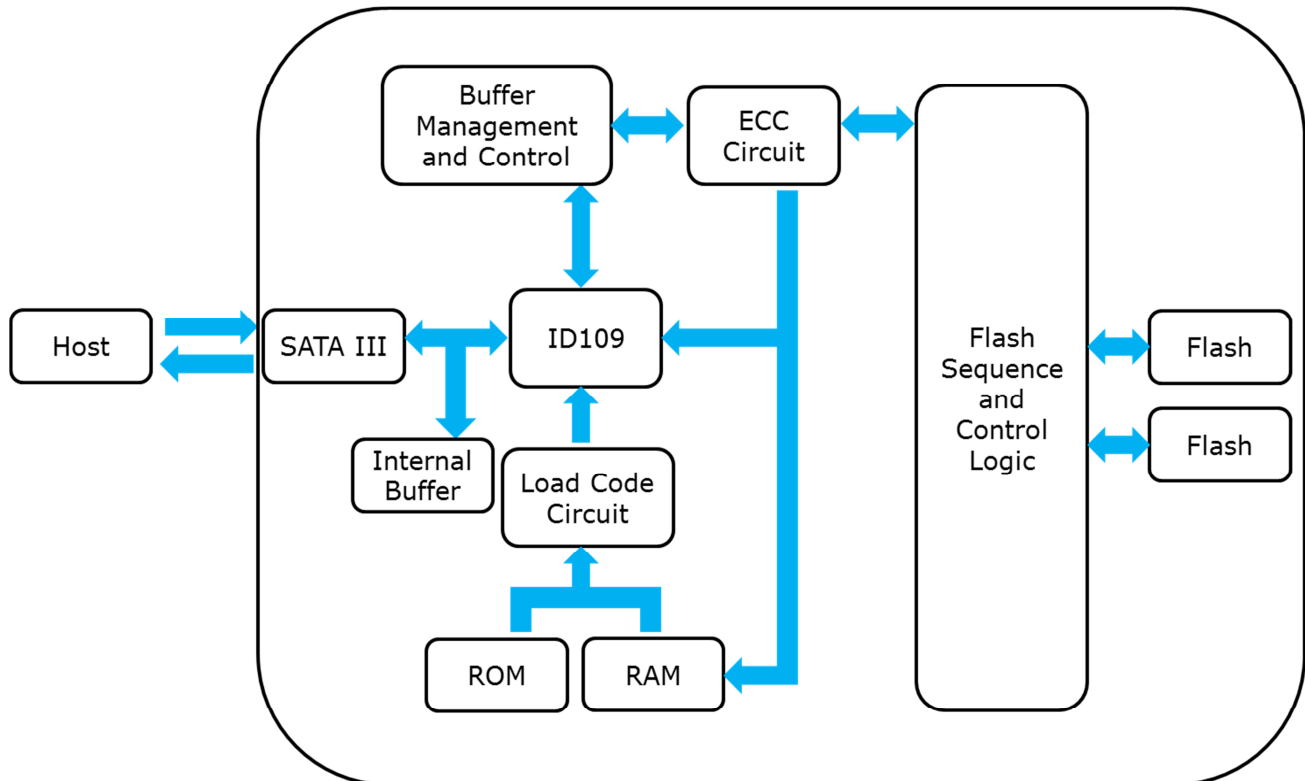 Buffer
Management
and Control
ECC
Circuit
Host
SATA III
ID109
Flash
Sequence
and
Control
Logic
Flash
Flash
Internal
Buffer
Load Code
Circuit
ROM
RAM